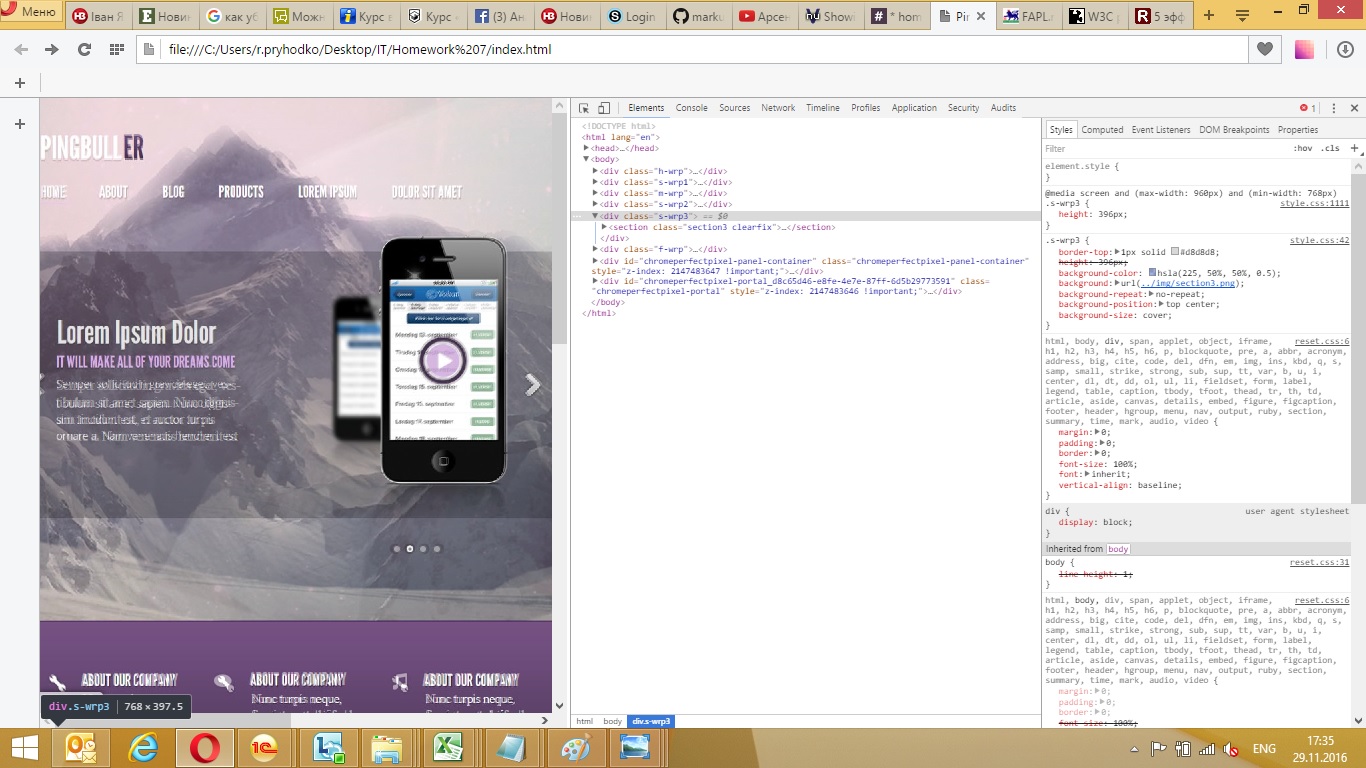 Меню
Іван Я
Новин
как уб
Можн
Курс в
Курс
(3) Ан
Нови
Login
marku
Арсен
Showi
* hom
Pin
FAPL.r
W3C р
5 эфф
file:///C:/Users/r.pryhodko/Desktop/IT/Homework%207/index.html
PINGBULLER
HOME ABOUT BLOG PRODUCTS LOREM IPSUM DOLOR SIT AMET
Lorem Ipsum Dolor
IT WILL MAKE ALL OF YOUR DREAMS COME
ABOUT OUR COMPANY ABOUT OUR COMPANY ABOUT OUR COMPANY
Nunc turpis neque, Nunc turpis neque,
div.s-wrp3 768 × 397.5
Elements Console Sources Network Timeline Profiles Application Security Audits 1
<!DOCTYPE html>
<html lang="en">
<head>…</head>
<body>
<div class="h-wrp">…</div>
<div class="s-wrp1">…</div>
<div class="m-wrp">…</div>
<div class="s-wrp2">…</div>
<div class="s-wrp3"> == $0
<section class="section3 clearfix">…</section>
</div>
<div class="f-wrp">…</div>
<div id="chromeperfectpixel-panel-container" class="chromeperfectpixel-panel-container"
style="z-index: 2147483647 !important;">…</div>
<div id="chromeperfectpixel-portal_d8c65d46-e8fe-4e7e-87ff-6d5b29773591" class=
"chromeperfectpixel-portal" style="z-index: 2147483646 !important;">…</div>
</body>
</html>
html body div.s-wrp3
Styles Computed Event Listeners DOM Breakpoints Properties
Filter :hov .cls +
element.style {
}
@media screen and (max-width: 960px) and (min-width: 768px)
.s-wrp3 { style.css:1111
height: 396px;
}
.s-wrp3 { style.css:42
border-top: 1px solid #d8d8d8;
height: 396px;
background-color: hsla(225, 50%, 50%, 0.5);
background: url(../img/section3.png);
background-repeat: no-repeat;
background-position: top center;
background-size: cover;
}
html, body, div, span, applet, object, iframe, reset.css:6
h1, h2, h3, h4, h5, h6, p, blockquote, pre, a, abbr, acronym,
address, big, cite, code, del, dfn, em, img, ins, kbd, q, s,
samp, small, strike, strong, sub, sup, tt, var, b, u, i,
center, dl, dt, dd, ol, ul, li, fieldset, form, label,
legend, table, caption, tbody, tfoot, thead, tr, th, td,
article, aside, canvas, details, embed, figure, figcaption,
footer, header, hgroup, menu, nav, output, ruby, section,
summary, time, mark, audio, video {
margin: 0;
padding: 0;
border: 0;
font-size: 100%;
font: inherit;
vertical-align: baseline;
}
div { user agent stylesheet
display: block;
}
Inherited from body
body { reset.css:31
line-height: 1;
}
html, body, div, span, applet, object, iframe, reset.css:6
h1, h2, h3, h4, h5, h6, p, blockquote, pre, a, abbr, acronym,
address, big, cite, code, del, dfn, em, img, ins, kbd, q, s,
samp, small, strike, strong, sub, sup, tt, var, b, u, i,
center, dl, dt, dd, ol, ul, li, fieldset, form, label,
legend, table, caption, tbody, tfoot, thead, tr, th, td,
article, aside, canvas, details, embed, figure, figcaption,
footer, header, hgroup, menu, nav, output, ruby, section,
summary, time, mark, audio, video {
margin: 0;
padding: 0;
border: 0;
font-size: 100%;
ENG
17:35
29.11.2016